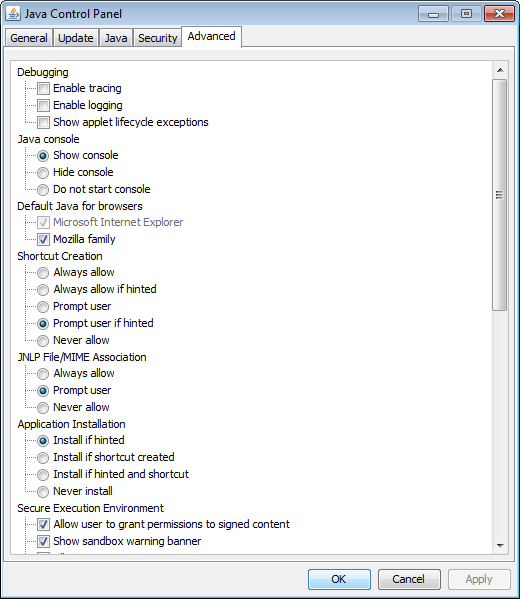 Java Control Panel
General Update Java Security Advanced
Debugging
Enable tracing
Enable logging
Show applet lifecycle exceptions
Java console
Show console
Hide console
Do not start console
Default Java for browsers
Microsoft Internet Explorer
Mozilla family
Shortcut Creation
Always allow
Always allow if hinted
Prompt user
Prompt user if hinted
Never allow
JNLP File/MIME Association
Always allow
Prompt user
Never allow
Application Installation
Install if hinted
Install if shortcut created
Install if hinted and shortcut
Never install
Secure Execution Environment
Allow user to grant permissions to signed content
Show sandbox warning banner
OK Cancel Apply